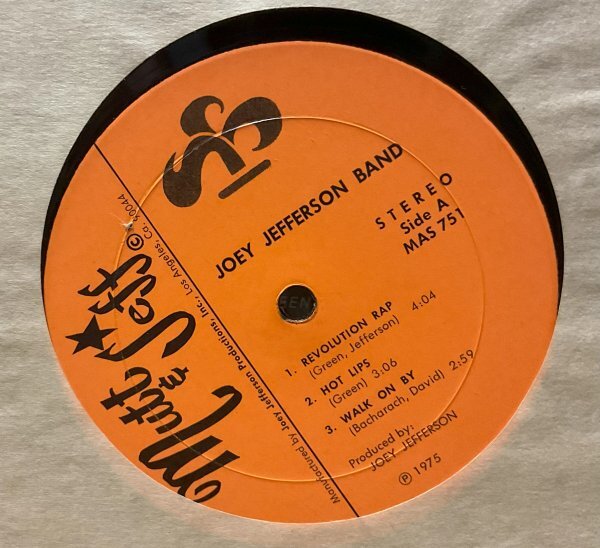 JOEY JEFFERSON BAND
STEREO
Side A
MAS 751
1. REVOLUTION RAP 4:04
(Green, Jefferson)
2. HOT LIPS
(Green) 3:06
3. WALK ON BY 2:59
(Bacharach, David)
Produced by:
JOEY JEFFERSON
Ⓟ 1975
Mutt & Jeff ©
Manufactured by Joey Jefferson Productions, Inc., Los Angeles, Ca. 90044